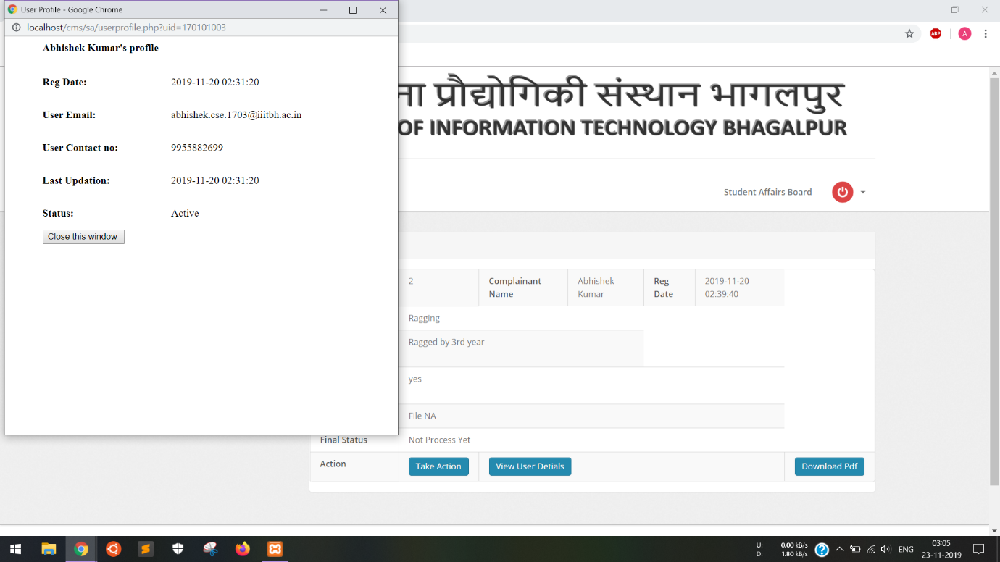 User Profile - Google Chrome
localhost/cms/sa/userprofile.php?uid=170101003
Abhishek Kumar's profile
Reg Date: 2019-11-20 02:31:20
User Email: abhishek.cse.1703@iiitbh.ac.in
User Contact no: 9955882699
Last Updation: 2019-11-20 02:31:20
Status: Active
Close this window
ABP A
ना प्रौद्योगिकी संस्थान भागलपुर
OF INFORMATION TECHNOLOGY BHAGALPUR
Student Affairs Board
2 Complainant Name Abhishek Kumar Reg Date 2019-11-20 02:39:40
Ragging
Ragged by 3rd year
yes
File NA
Final Status Not Process Yet
Action Take Action View User Detials Download Pdf
U: 0.00 kB/s
D: 1.80 kB/s
ENG
03:05
23-11-2019